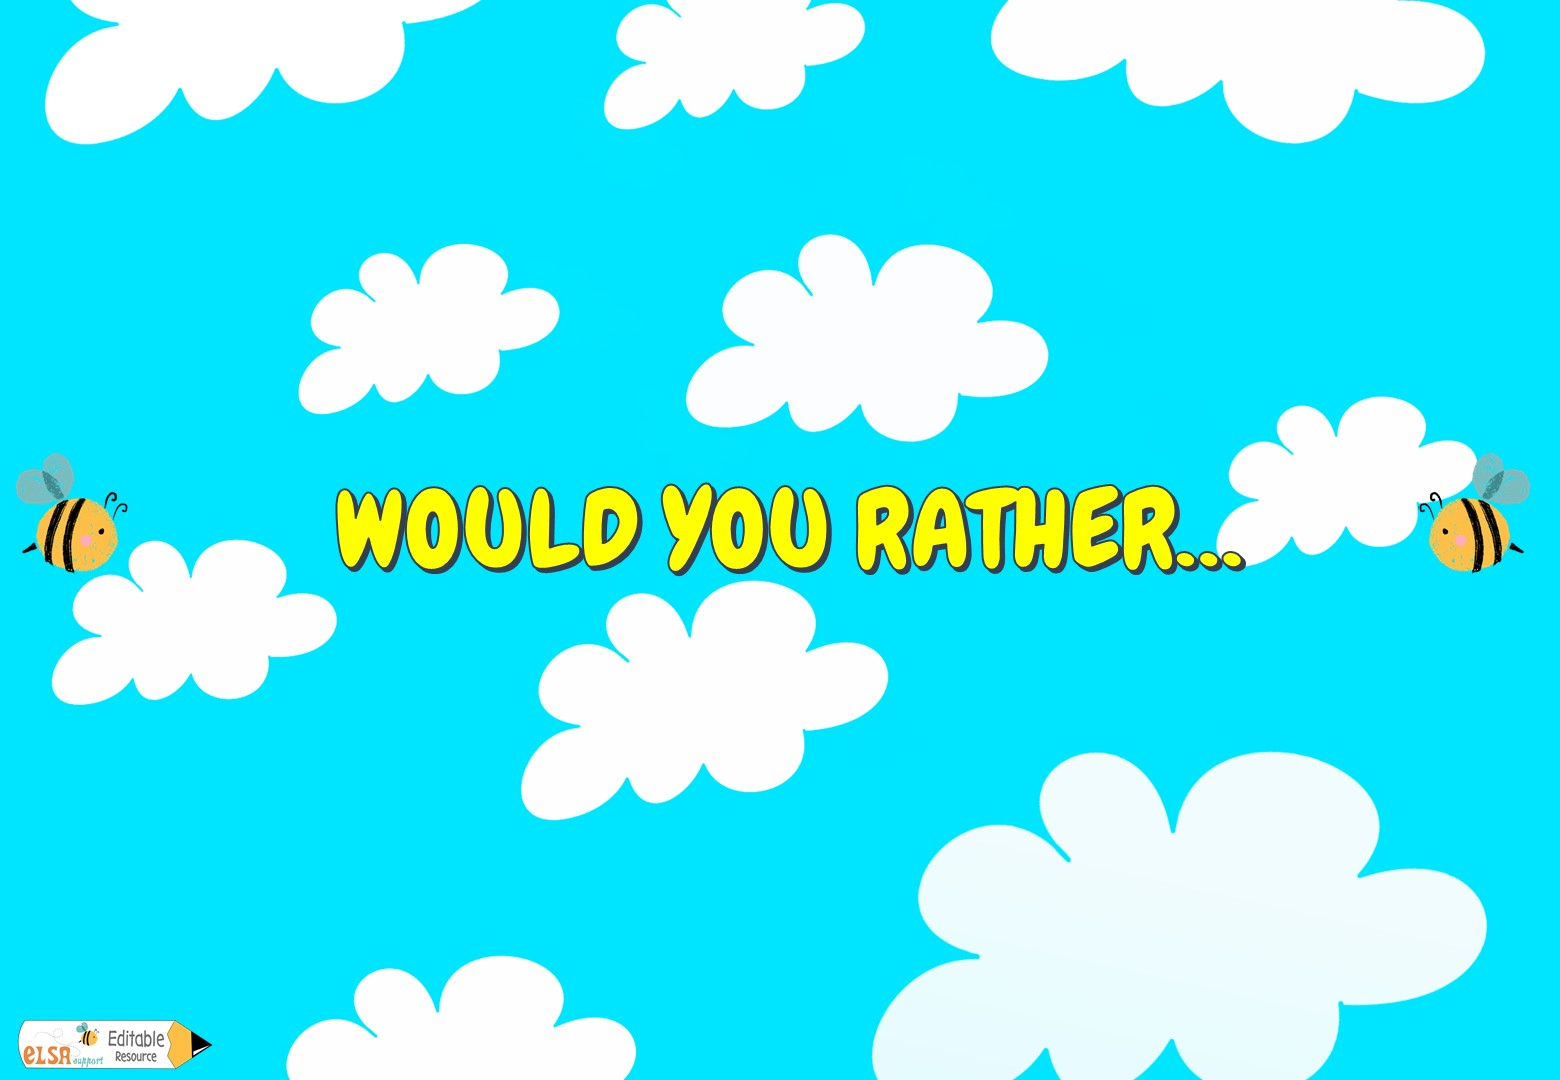 WOULD YOU RATHER...
ELSA support
Editable
Resource